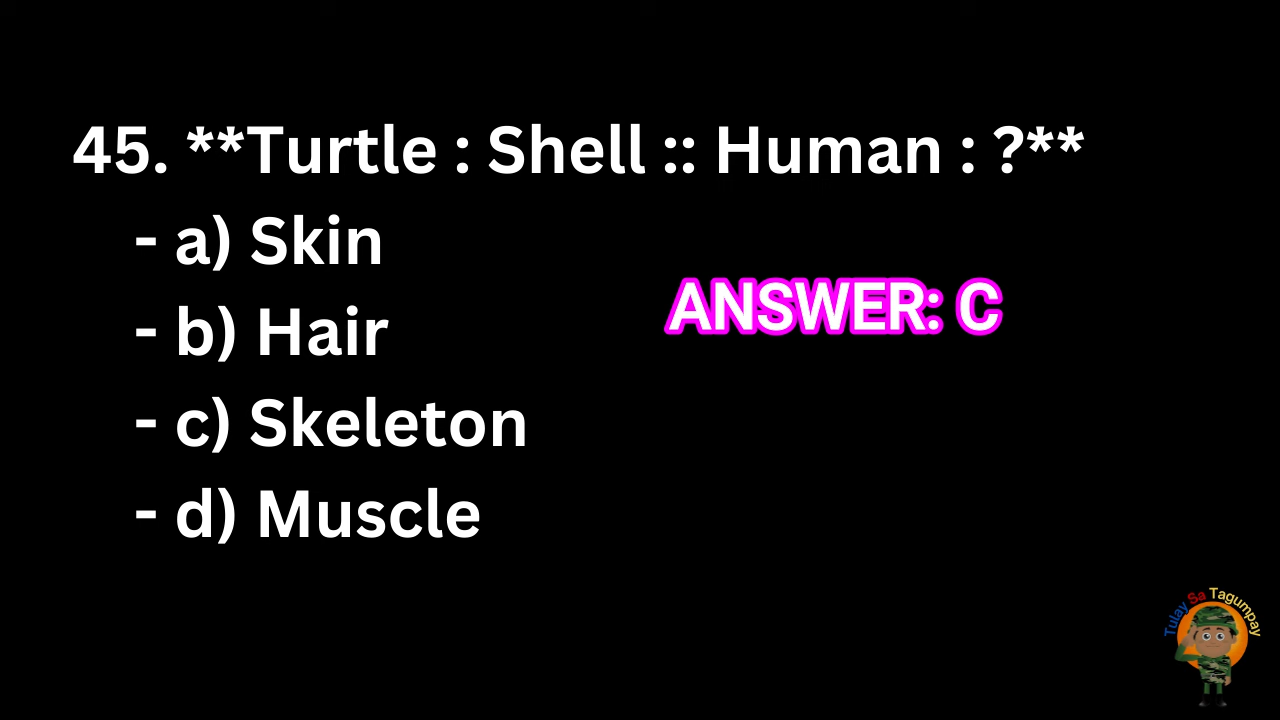 45. **Turtle : Shell :: Human : ?**
- a) Skin
- b) Hair
- c) Skeleton
- d) Muscle
ANSWER: C
Tulay Sa Tagumpay